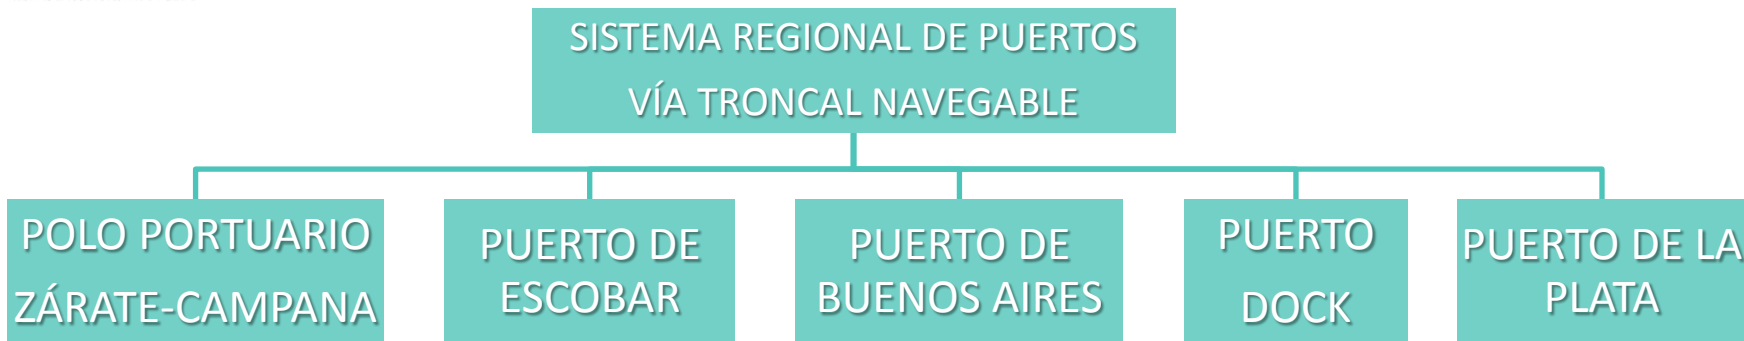 SISTEMA REGIONAL DE PUERTOS
VÍA TRONCAL NAVEGABLE
POLO PORTUARIO
ZÁRATE-CAMPANA
PUERTO DE
ESCOBAR
PUERTO DE
BUENOS AIRES
PUERTO
DOCK
PUERTO DE LA
PLATA